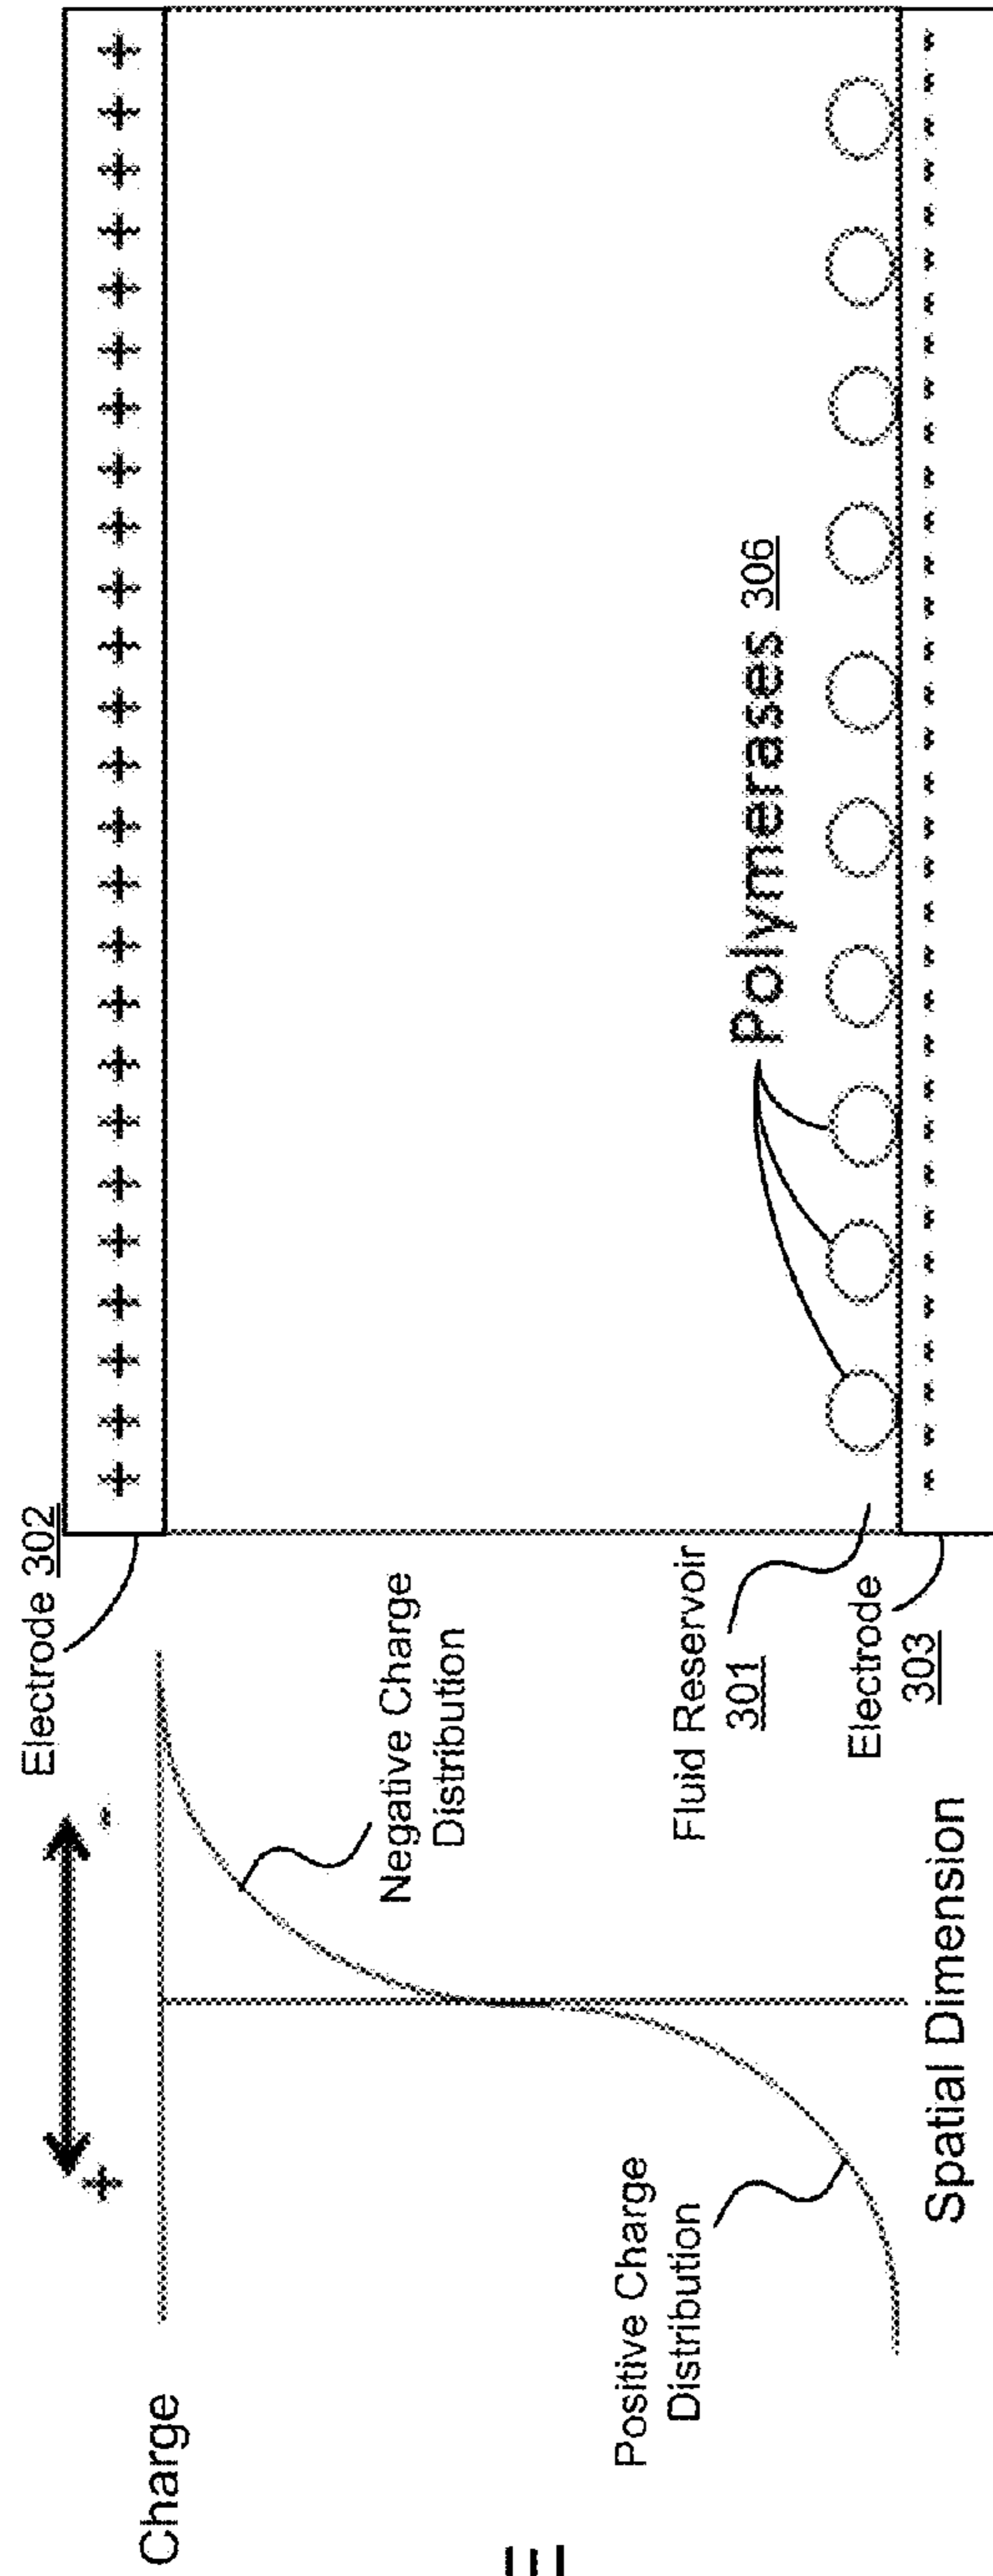 Charge
+
-
Electrode 302
+ + + + + + + + + + + + + + + + + + + + + + + + +
Negative Charge
Distribution
Positive Charge
Distribution
Polymerases 306
Fluid Reservoir
301
Electrode
303
- - - - - - - - - - - - - - - - - - - - - - - - -
Spatial Dimension